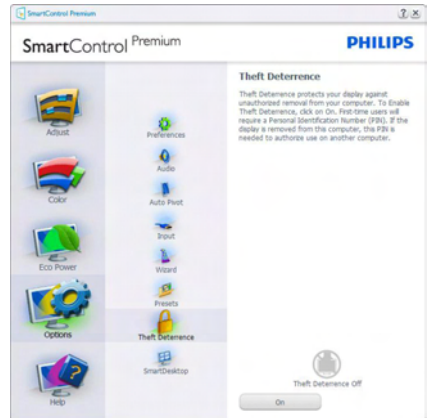 SmartControl Premium
SmartControl Premium
PHILIPS
Adjust
Color
Eco Power
Options
Help
Preferences
Audio
Auto Pivot
Input
Wizard
Presets
Theft Deterrence
SmartDesktop
Theft Deterrence
Theft Deterrence protects your display against
unauthorized removal from your computer. To Enable
Theft Deterrence, click on On. First-time users will
require a Personal Identification Number (PIN). If the
display is removed from this computer, this PIN is
needed to authorize use on another computer.
Theft Deterrence Off
On